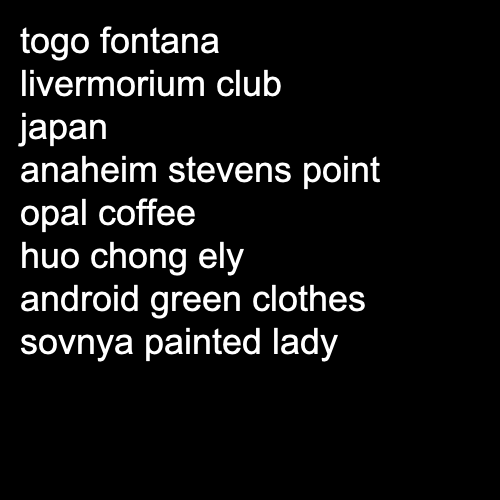 togo fontana
livermorium club
japan
anaheim stevens point
opal coffee
huo chong ely
android green clothes
sovnya painted lady